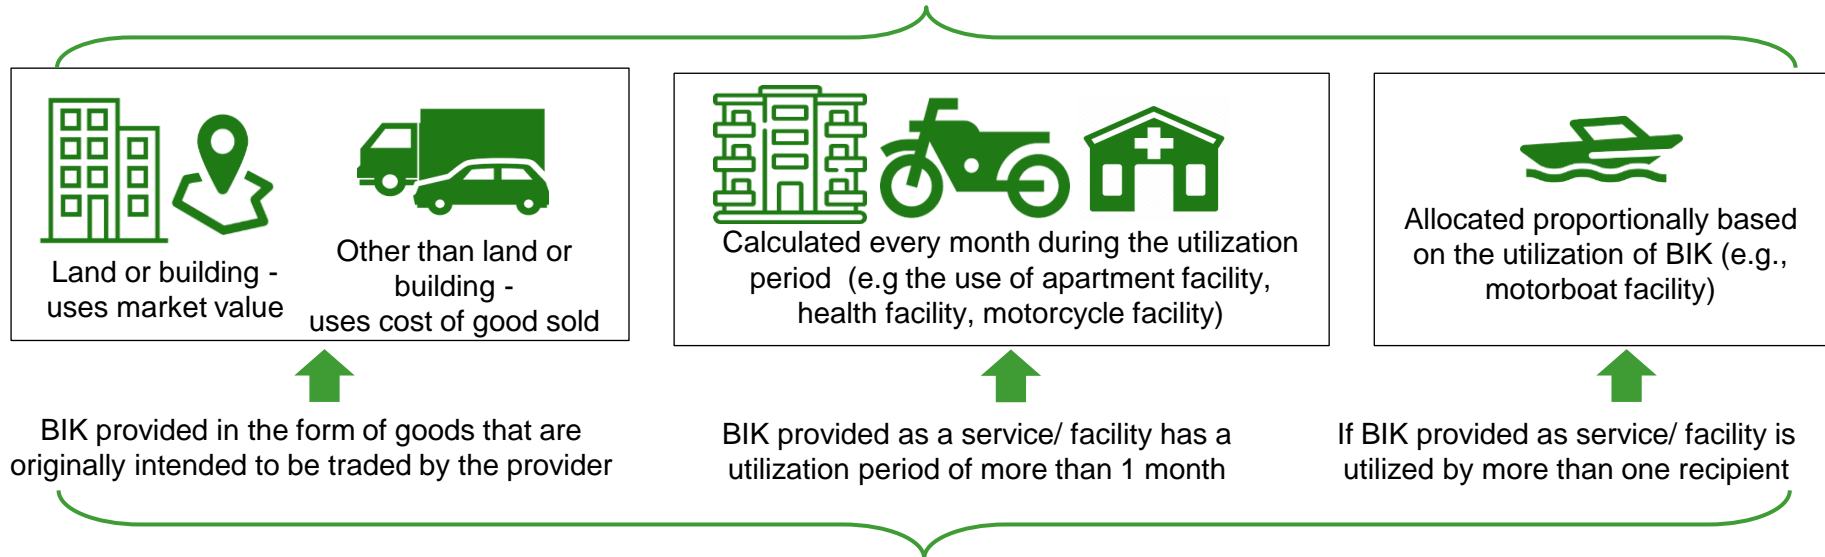 Land or building -
uses market value
Other than land or
building -
uses cost of good sold
Calculated every month during the utilization
period (e.g the use of apartment facility,
health facility, motorcycle facility)
Allocated proportionally based
on the utilization of BIK (e.g.,
motorboat facility)
BIK provided in the form of goods that are
originally intended to be traded by the provider
BIK provided as a service/ facility has a
utilization period of more than 1 month
If BIK provided as service/ facility is
utilized by more than one recipient